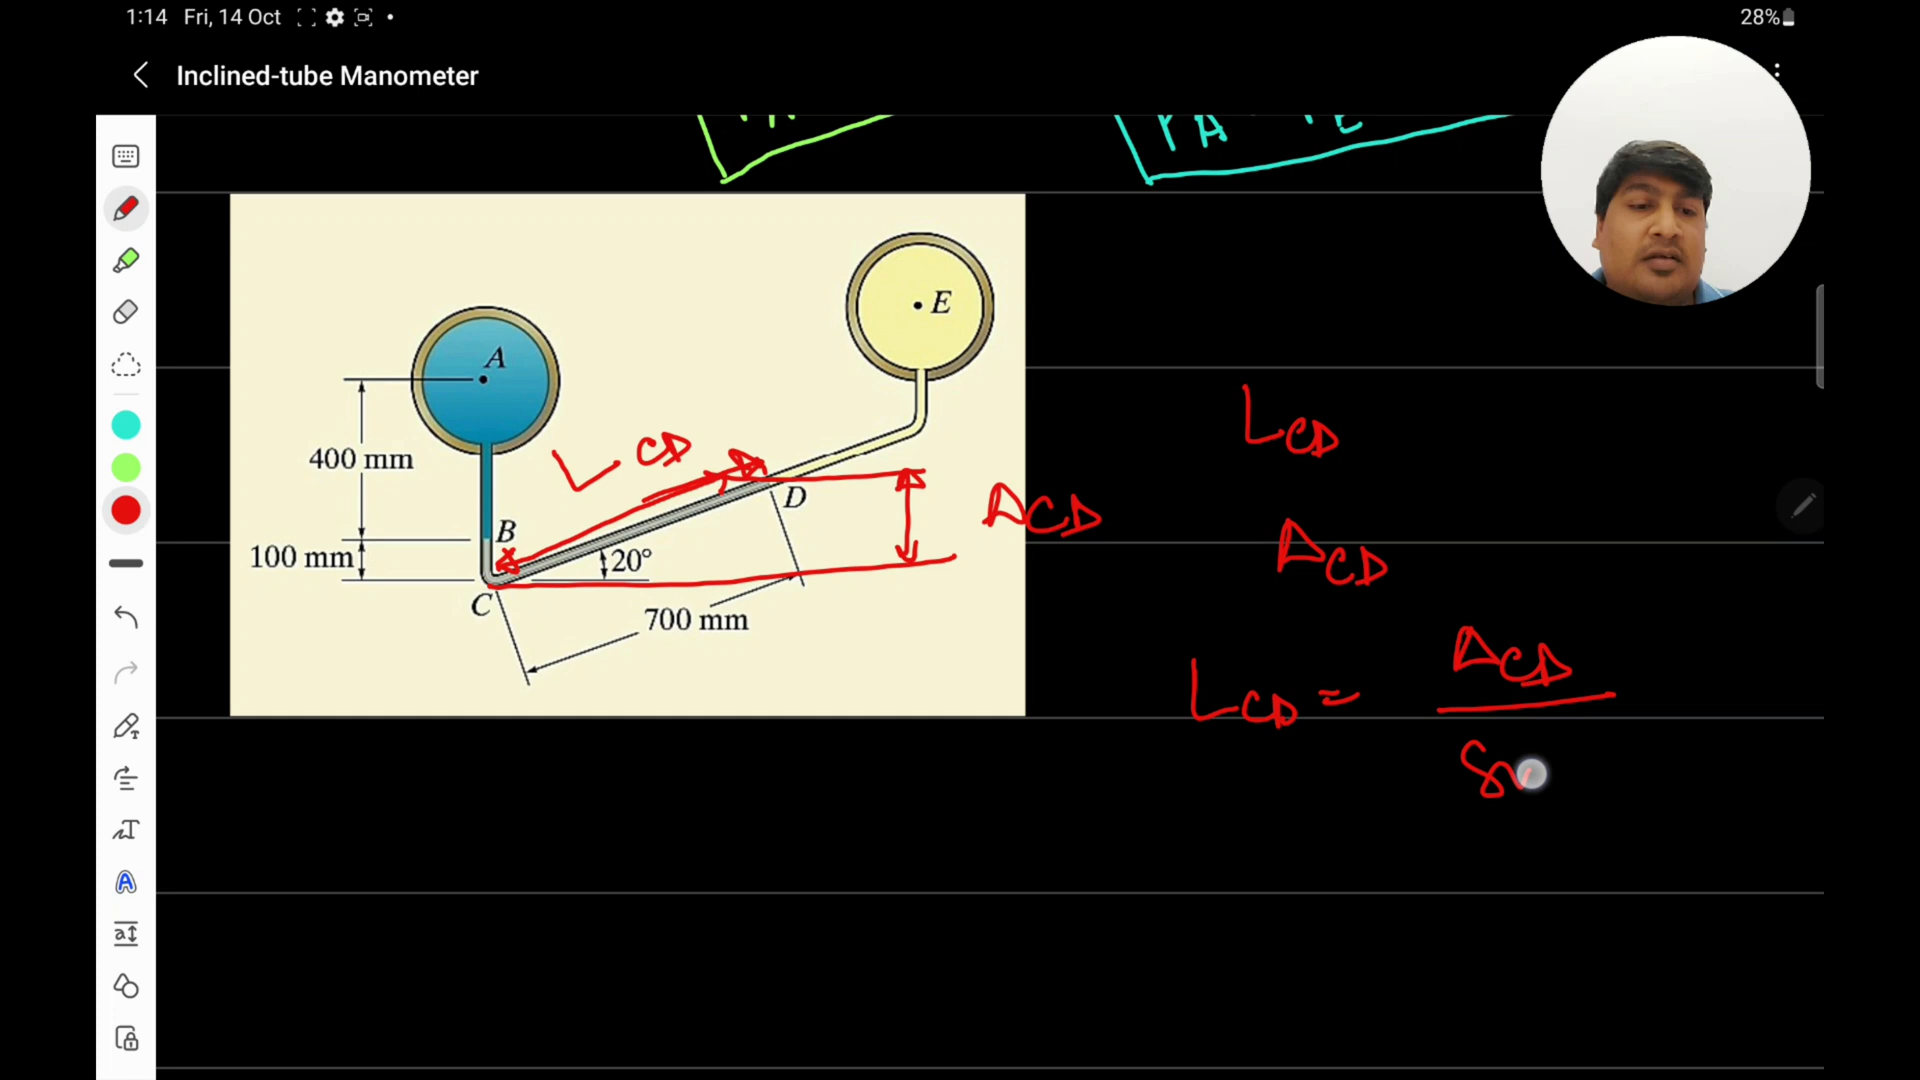 1:14 Fri, 14 Oct
28%
Inclined-tube Manometer
PA
E
A
E
400 mm
L CD
D
ΔCD
B
100 mm
20°
C
700 mm
LCD
ΔCD
LCD = ΔCD